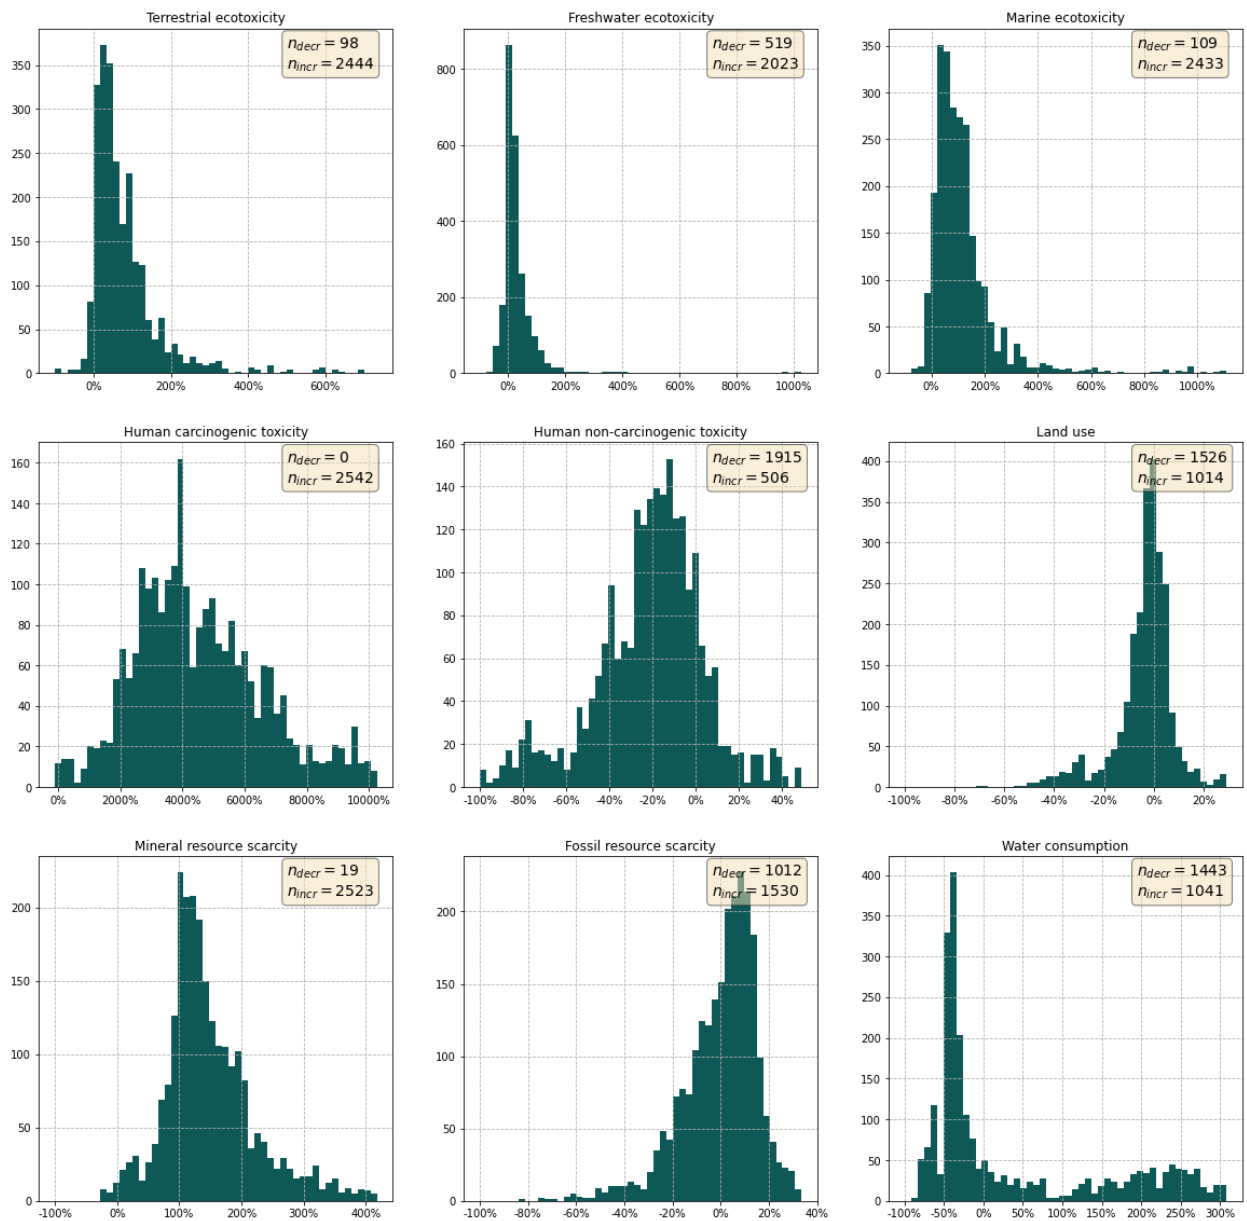 Terrestrial ecotoxicity
n_decr = 98
n_incr = 2444
350
300
250
200
150
100
50
0
0% 200% 400% 600%
Freshwater ecotoxicity
n_decr = 519
n_incr = 2023
800
600
400
200
0
0% 200% 400% 600% 800% 1000%
Marine ecotoxicity
n_decr = 109
n_incr = 2433
350
300
250
200
150
100
50
0
0% 200% 400% 600% 800% 1000%
Human carcinogenic toxicity
n_decr = 0
n_incr = 2542
160
140
120
100
80
60
40
20
0
0% 2000% 4000% 6000% 8000% 10000%
Human non-carcinogenic toxicity
n_decr = 1915
n_incr = 506
160
140
120
100
80
60
40
20
0
-100% -80% -60% -40% -20% 0% 20% 40%
Land use
n_decr = 1526
n_incr = 1014
400
350
300
250
200
150
100
50
0
-100% -80% -60% -40% -20% 0% 20%
Mineral resource scarcity
n_decr = 19
n_incr = 2523
200
150
100
50
0
-100% 0% 100% 200% 300% 400%
Fossil resource scarcity
n_decr = 1012
n_incr = 1530
200
150
100
50
0
-100% -80% -60% -40% -20% 0% 20% 40%
Water consumption
n_decr = 1443
n_incr = 1041
400
350
300
250
200
150
100
50
0
-100% -50% 0% 50% 100% 150% 200% 250% 300%